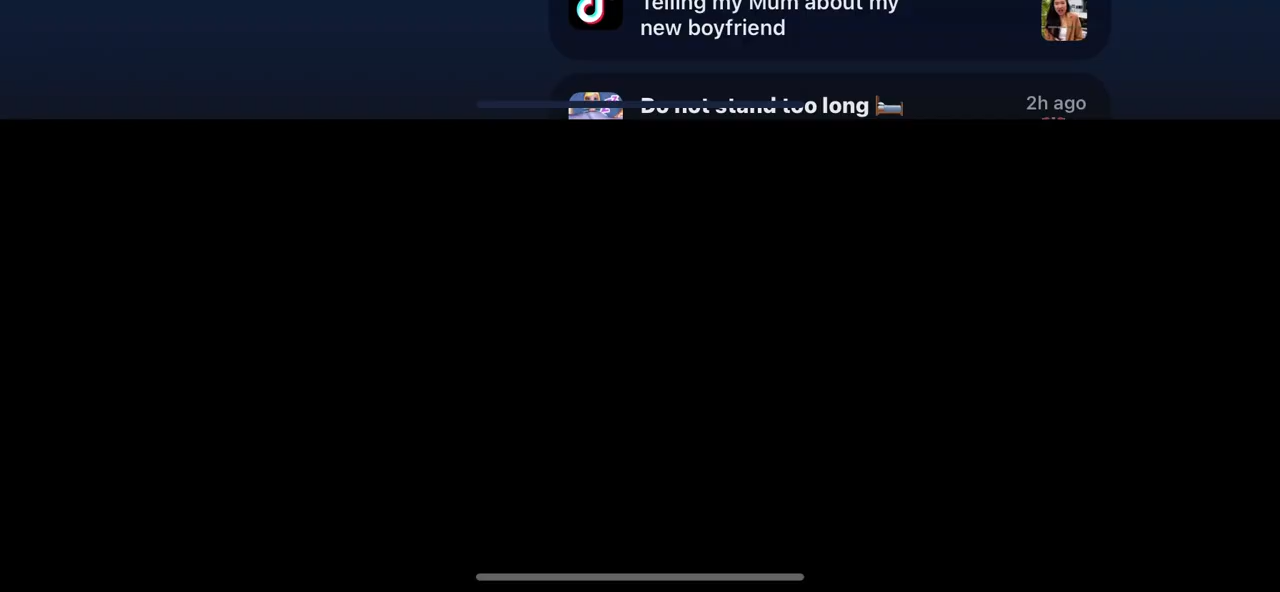 Telling my Mum about my
new boyfriend
Do not stand too long 🛏️
2h ago